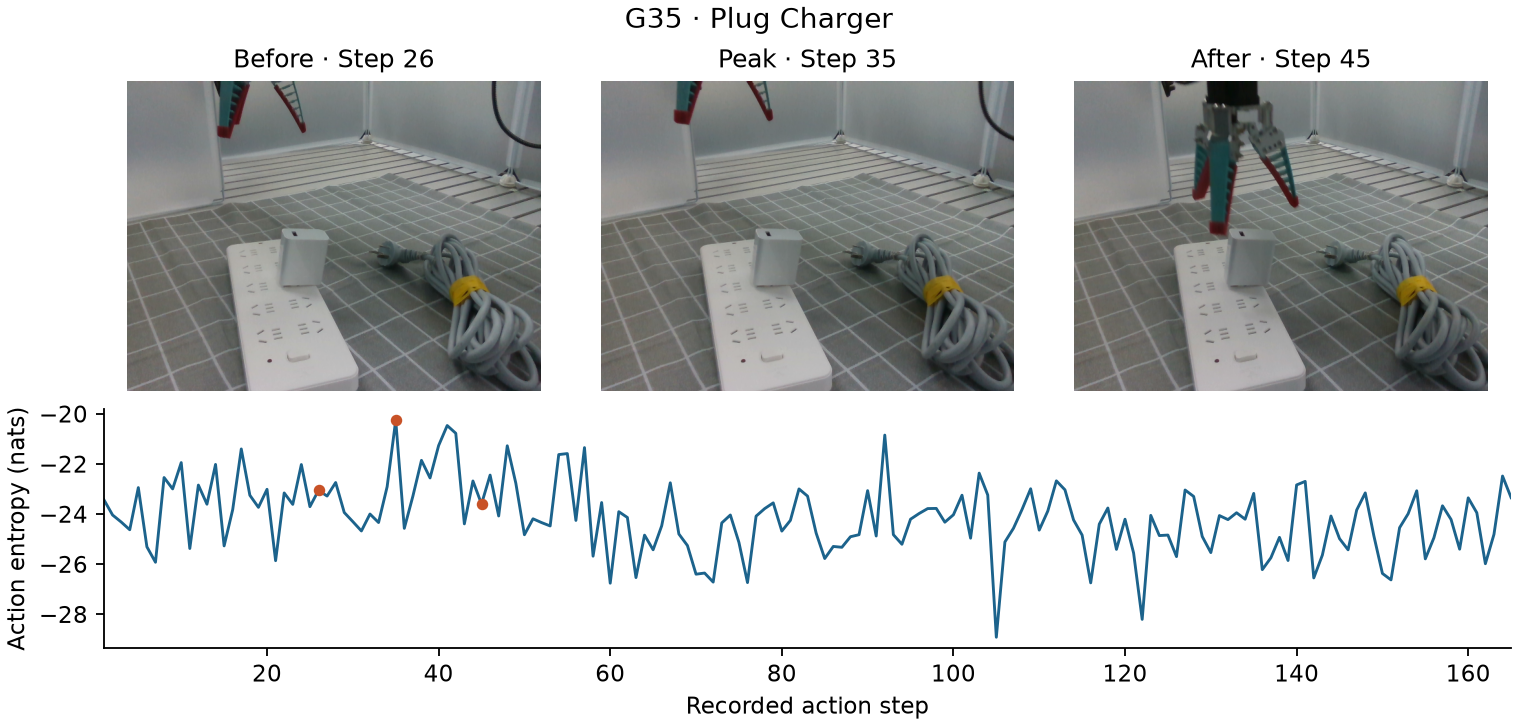 G35 · Plug Charger
Before · Step 26
Peak · Step 35
After · Step 45
Action entropy (nats)
−20
−22
−24
−26
−28
20 40 60 80 100 120 140 160
Recorded action step